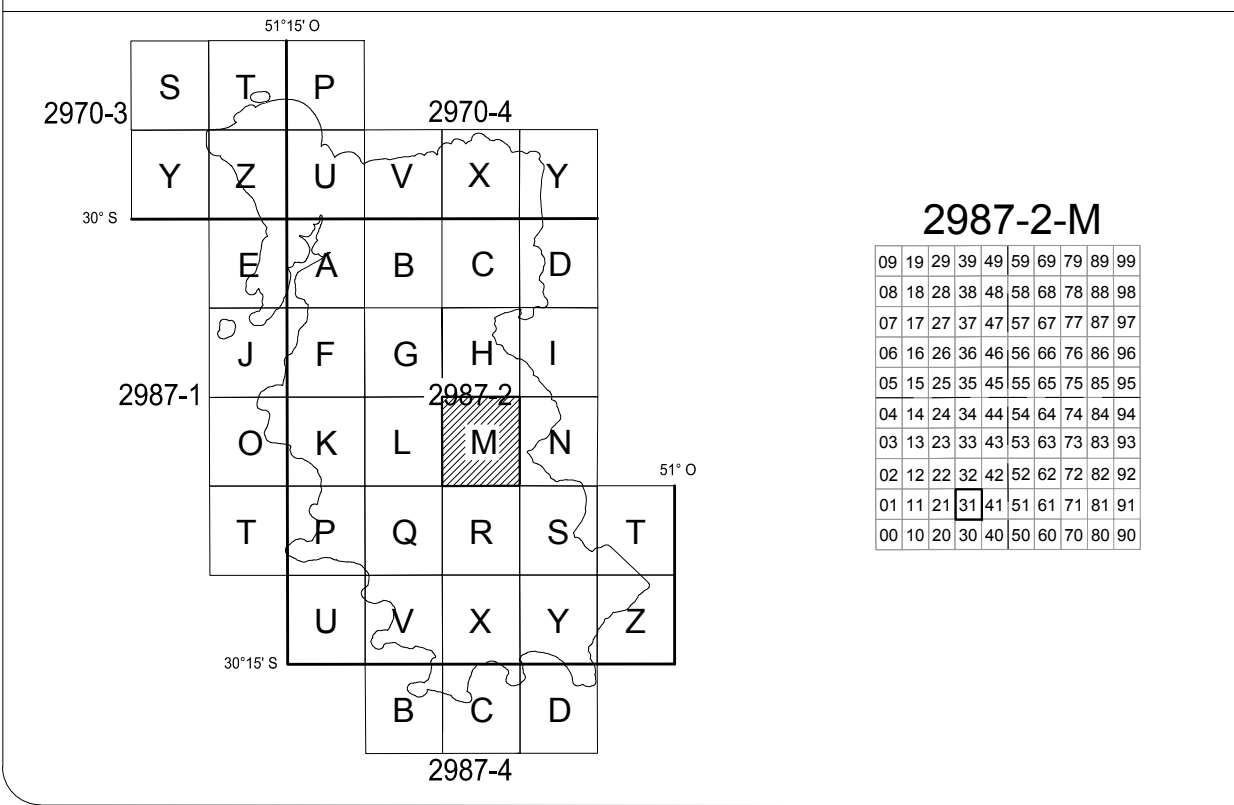 51°15' O
S T P
2970-3
2970-4
Y Z U V X Y
30° S
E A B C D
J F G H I
2987-1
2987-2
O K L M N
51° O
T P Q R S T
U V X Y Z
30°15' S
B C D
2987-4
2987-2-M
09 19 29 39 49 59 69 79 89 99
08 18 28 38 48 58 68 78 88 98
07 17 27 37 47 57 67 77 87 97
06 16 26 36 46 56 66 76 86 96
05 15 25 35 45 55 65 75 85 95
04 14 24 34 44 54 64 74 84 94
03 13 23 33 43 53 63 73 83 93
02 12 22 32 42 52 62 72 82 92
01 11 21 31 41 51 61 71 81 91
00 10 20 30 40 50 60 70 80 90